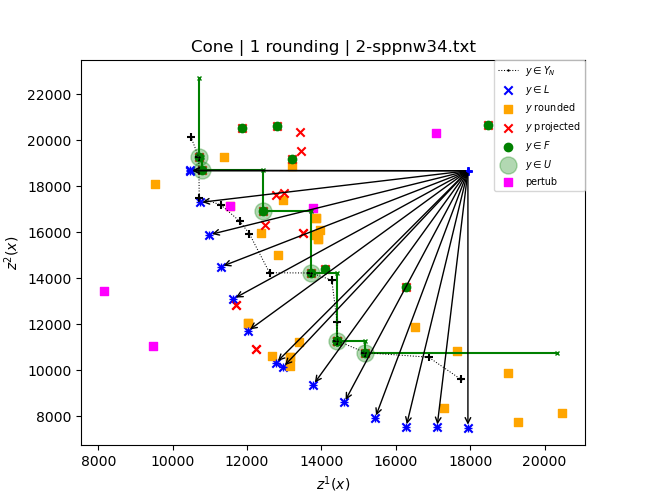 Cone | 1 rounding | 2-sppnw34.txt
y ∈ Y_N
y ∈ L
y rounded
y projected
y ∈ F
y ∈ U
pertub
22000
20000
18000
16000
14000
12000
10000
8000
z²(x)
8000 10000 12000 14000 16000 18000 20000
z¹(x)